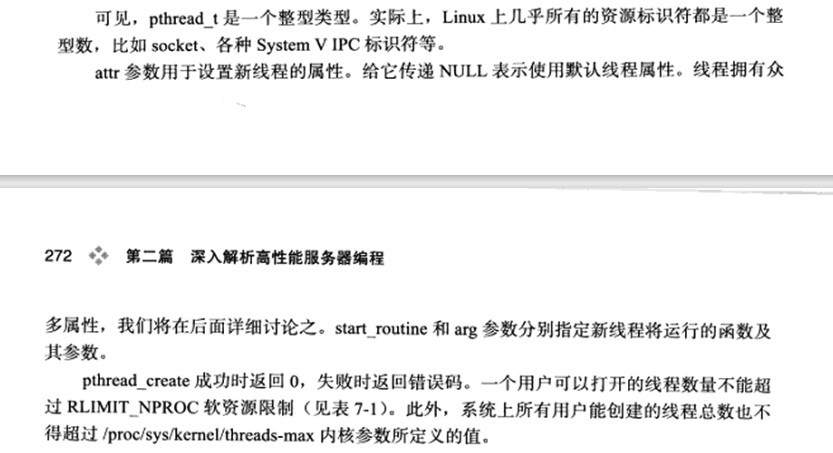 可见，pthread_t 是一个整型类型。实际上，Linux 上几乎所有的资源标识符都是一个整
型数，比如 socket、各种 System V IPC 标识符等。
attr 参数用于设置新线程的属性。给它传递 NULL 表示使用默认线程属性。线程拥有众
272 第二篇 深入解析高性能服务器编程
多属性，我们将在后面详细讨论之。start_routine 和 arg 参数分别指定新线程将运行的函数及
其参数。
pthread_create 成功时返回 0，失败时返回错误码。一个用户可以打开的线程数量不能超
过 RLIMIT_NPROC 软资源限制（见表 7-1）。此外，系统上所有用户能创建的线程总数也不
得超过 /proc/sys/kernel/threads-max 内核参数所定义的值。